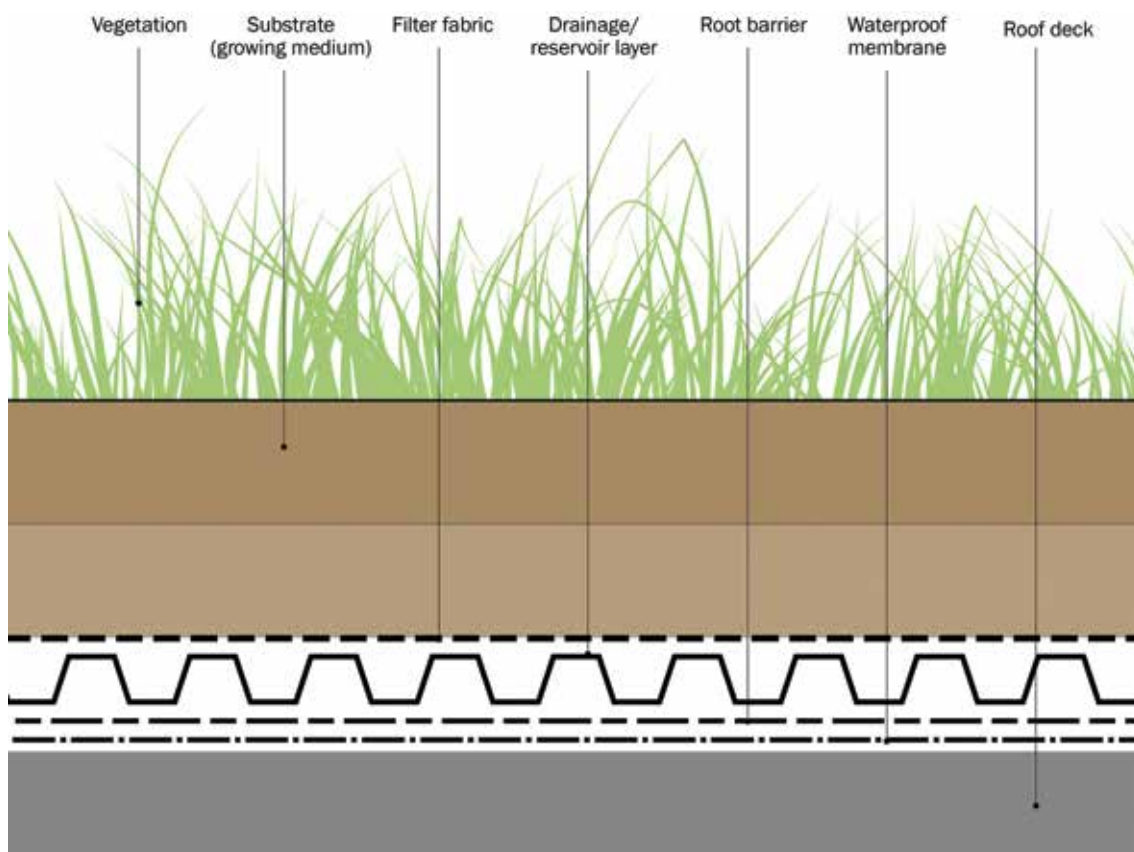 Vegetation
Substrate
(growing medium)
Filter fabric
Drainage/
reservoir layer
Root barrier
Waterproof
membrane
Roof deck